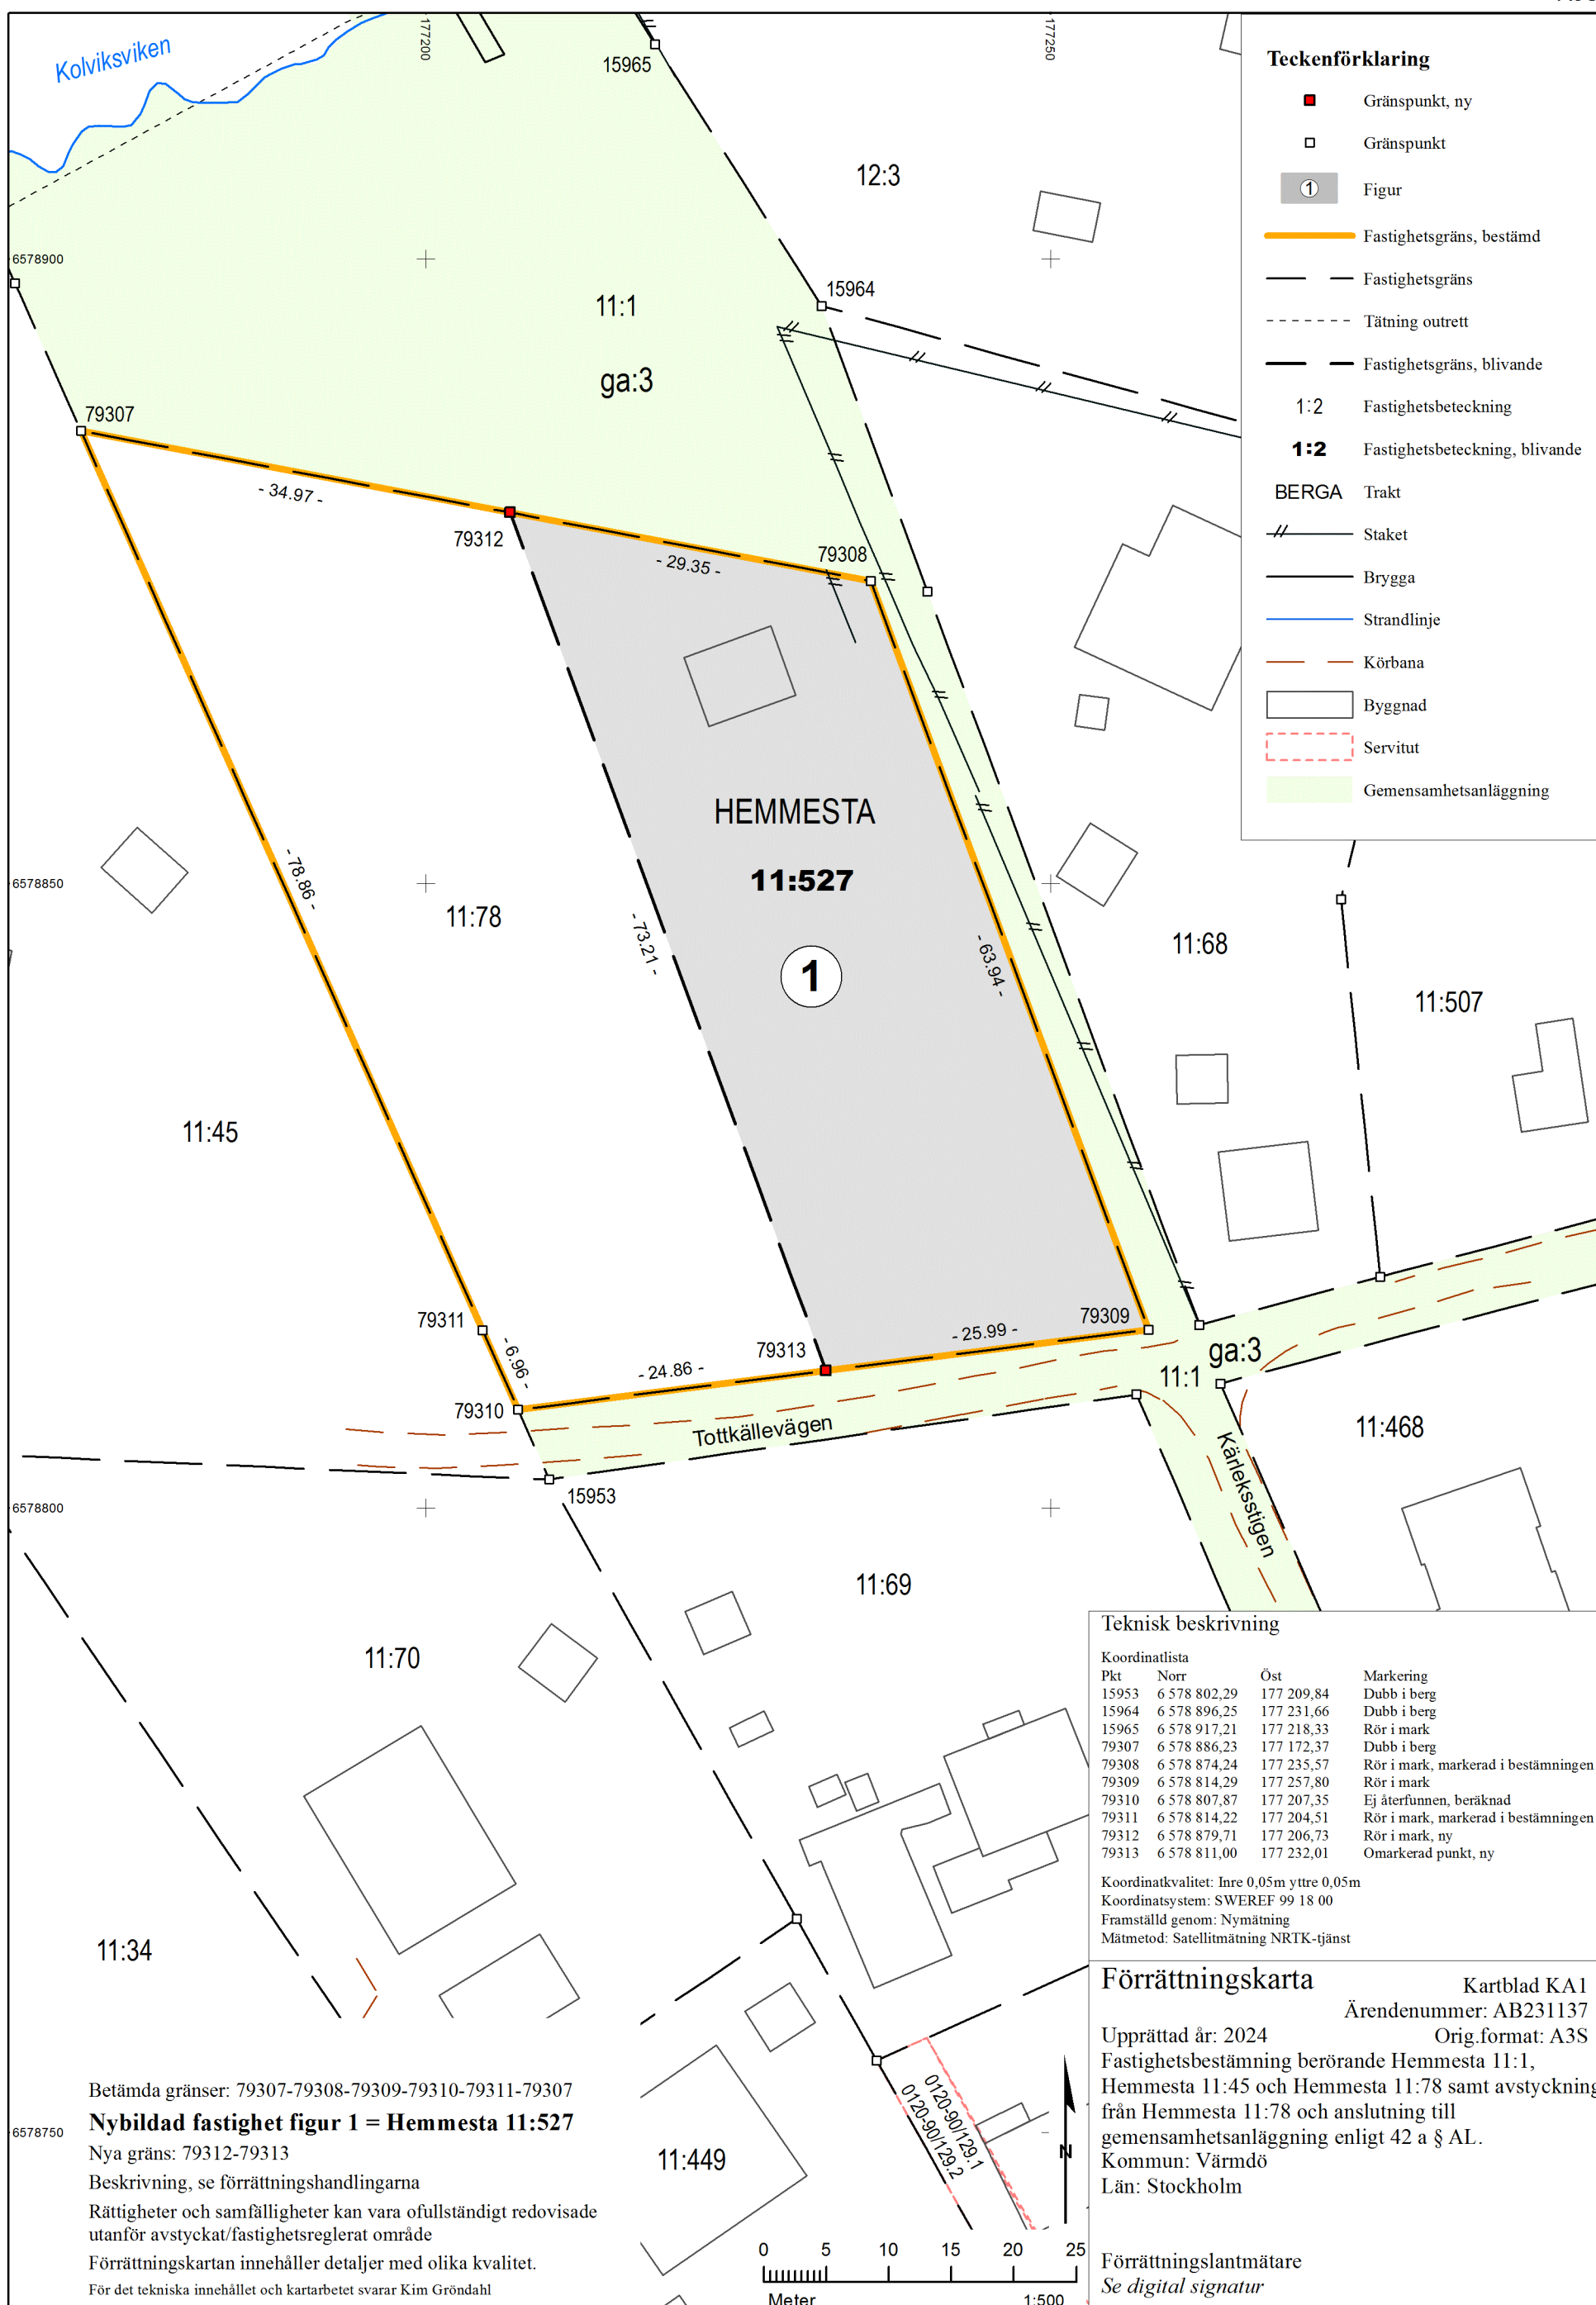 Kolviksviken
177200
177250
15965
12:3
6578900
15964
11:1
ga:3
79307
- 34.97 -
79312
- 29.35 -
79308
HEMMESTA
11:527
1
- 78.86 -
6578850
11:78
- 73.21 -
- 63.94 -
11:68
11:507
11:45
79311
- 6.96 -
79313
- 24.86 -
- 25.99 -
79309
79310
ga:3
11:1
Tottkällevägen
Kärleksstigen
11:468
15953
6578800
11:69
11:70
11:34
11:449
6578750
0120-90/129.1
0120-90/129.2
N
Teckenförklaring
Gränspunkt, ny
Gränspunkt
1 Figur
Fastighetsgräns, bestämd
Fastighetsgräns
Tätning outrett
Fastighetsgräns, blivande
1:2 Fastighetsbeteckning
1:2 Fastighetsbeteckning, blivande
BERGA Trakt
Staket
Brygga
Strandlinje
Körbana
Byggnad
Servitut
Gemensamhetsanläggning
Teknisk beskrivning
Koordinatlista
Pkt Norr Öst Markering
15953 6 578 802,29 177 209,84 Dubb i berg
15964 6 578 896,25 177 231,66 Dubb i berg
15965 6 578 917,21 177 218,33 Rör i mark
79307 6 578 886,23 177 172,37 Dubb i berg
79308 6 578 874,24 177 235,57 Rör i mark, markerad i bestämningen
79309 6 578 814,29 177 257,80 Rör i mark
79310 6 578 807,87 177 207,35 Ej återfunnen, beräknad
79311 6 578 814,22 177 204,51 Rör i mark, markerad i bestämningen
79312 6 578 879,71 177 206,73 Rör i mark, ny
79313 6 578 811,00 177 232,01 Omarkerad punkt, ny
Koordinatkvalitet: Inre 0,05m yttre 0,05m
Koordinatsystem: SWEREF 99 18 00
Framställd genom: Nymätning
Mätmetod: Satellitmätning NRTK-tjänst
Förrättningskarta
Kartblad KA1
Ärendenummer: AB231137
Upprättad år: 2024 Orig.format: A3S
Fastighetsbestämning berörande Hemmesta 11:1,
Hemmesta 11:45 och Hemmesta 11:78 samt avstyckning
från Hemmesta 11:78 och anslutning till
gemensamhetsanläggning enligt 42 a § AL.
Kommun: Värmdö
Län: Stockholm
Förrättningslantmätare
Se digital signatur
Betämda gränser: 79307-79308-79309-79310-79311-79307
Nybildad fastighet figur 1 = Hemmesta 11:527
Nya gräns: 79312-79313
Beskrivning, se förrättningshandlingarna
Rättigheter och samfälligheter kan vara ofullständigt redovisade
utanför avstyckat/fastighetsreglerat område
Förrättningskartan innehåller detaljer med olika kvalitet.
För det tekniska innehållet och kartarbetet svarar Kim Gröndahl
0 5 10 15 20 25
Meter 1:500